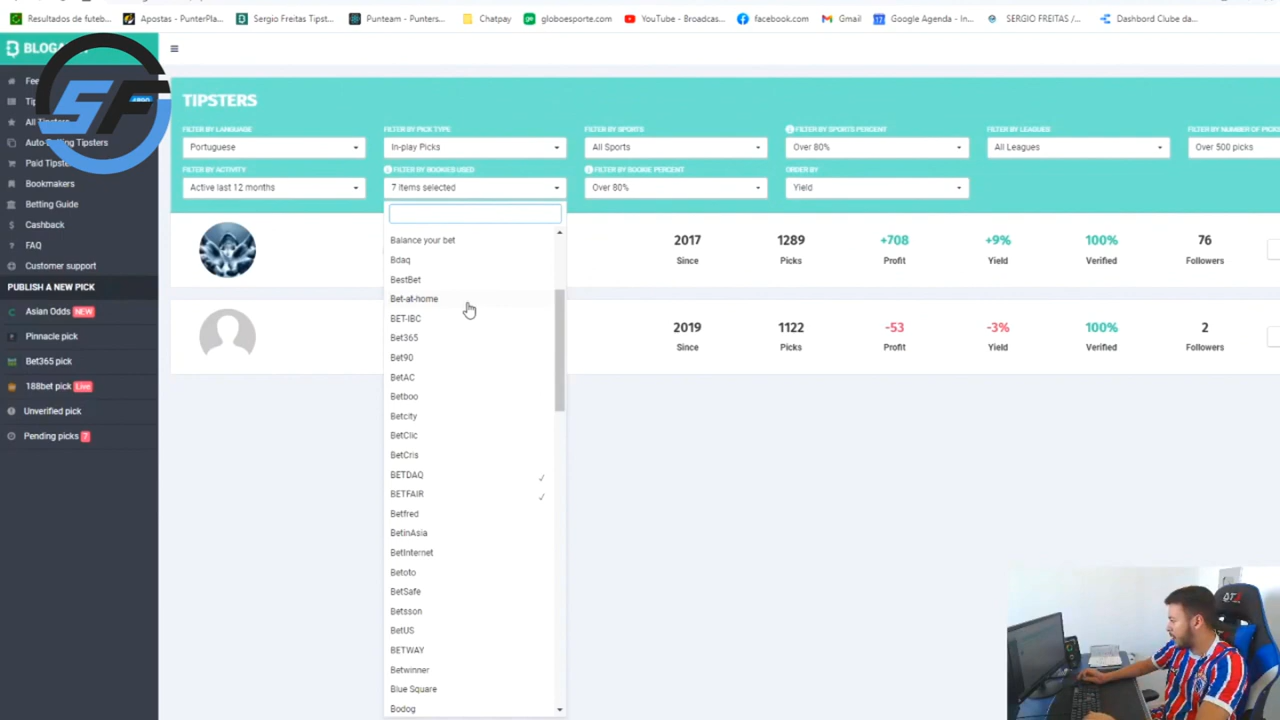 Resultados de futeb...
Apostas - PunterPla...
Sergio Freitas Tipst...
Punteam - Punters...
Chatpay
globoesporte.com
YouTube - Broadcas...
facebook.com
Gmail
Google Agenda - In...
SERGIO FREITAS /...
Dashbord Clube da...
SF
Auto-Betting Tipsters
Bookmakers
Betting Guide
Cashback
FAQ
Customer support
PUBLISH A NEW PICK
Asian Odds NEW
Pinnacle pick
Bet365 pick
188bet pick Live
Unverified pick
Pending picks 7
TIPSTERS
FILTER BY LANGUAGE
FILTER BY PICK TYPE
FILTER BY SPORTS
FILTER BY SPORTS PERCENT
FILTER BY LEAGUES
FILTER BY NUMBER OF PICKS
Portuguese
In-play Picks
All Sports
Over 80%
All Leagues
Over 500 picks
FILTER BY ACTIVITY
FILTER BY BOOKIES USED
FILTER BY BOOKIE PERCENT
ORDER BY
Active last 12 months
7 items selected
Over 80%
Yield
Balance your bet
Bdaq
BestBet
Bet-at-home
BET-IBC
Bet365
Bet90
BetAC
Betboo
Betcity
BetClic
BetCris
BETDAQ
BETFAIR
Betfred
BetinAsia
BetInternet
Betoto
BetSafe
Betsson
BetUS
BETWAY
Betwinner
Blue Square
Bodog
2017
1289
+708
+9%
100%
76
Since
Picks
Profit
Yield
Verified
Followers
2019
1122
-53
-3%
100%
2
Since
Picks
Profit
Yield
Verified
Followers